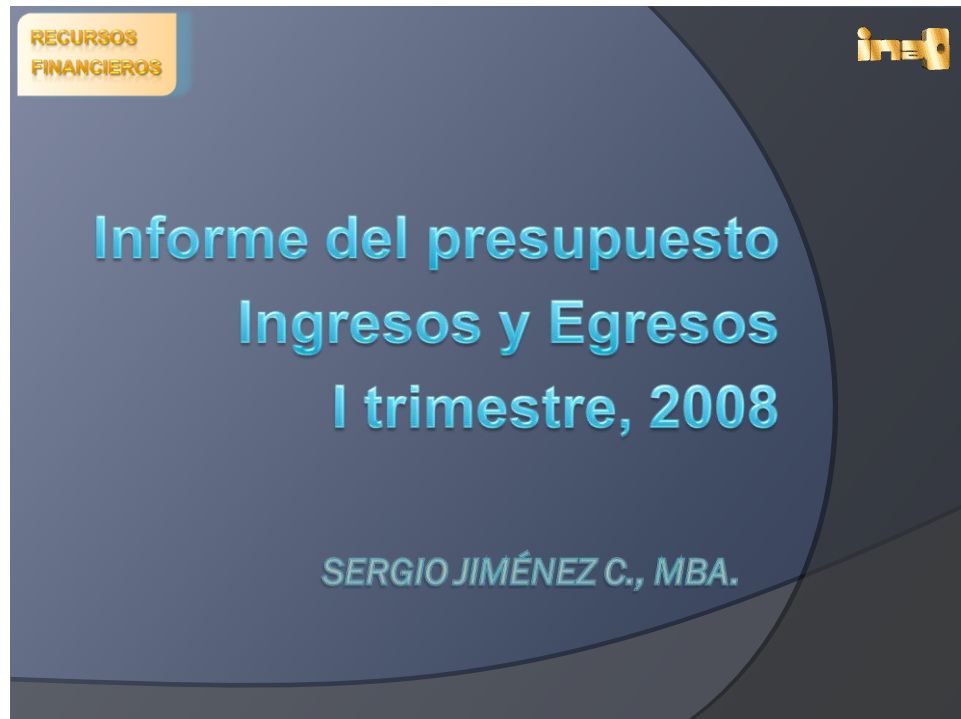 RECURSOS
FINANCIEROS
ina
Informe del presupuesto
Ingresos y Egresos
I trimestre, 2008
SERGIO JIMÉNEZ C., MBA.